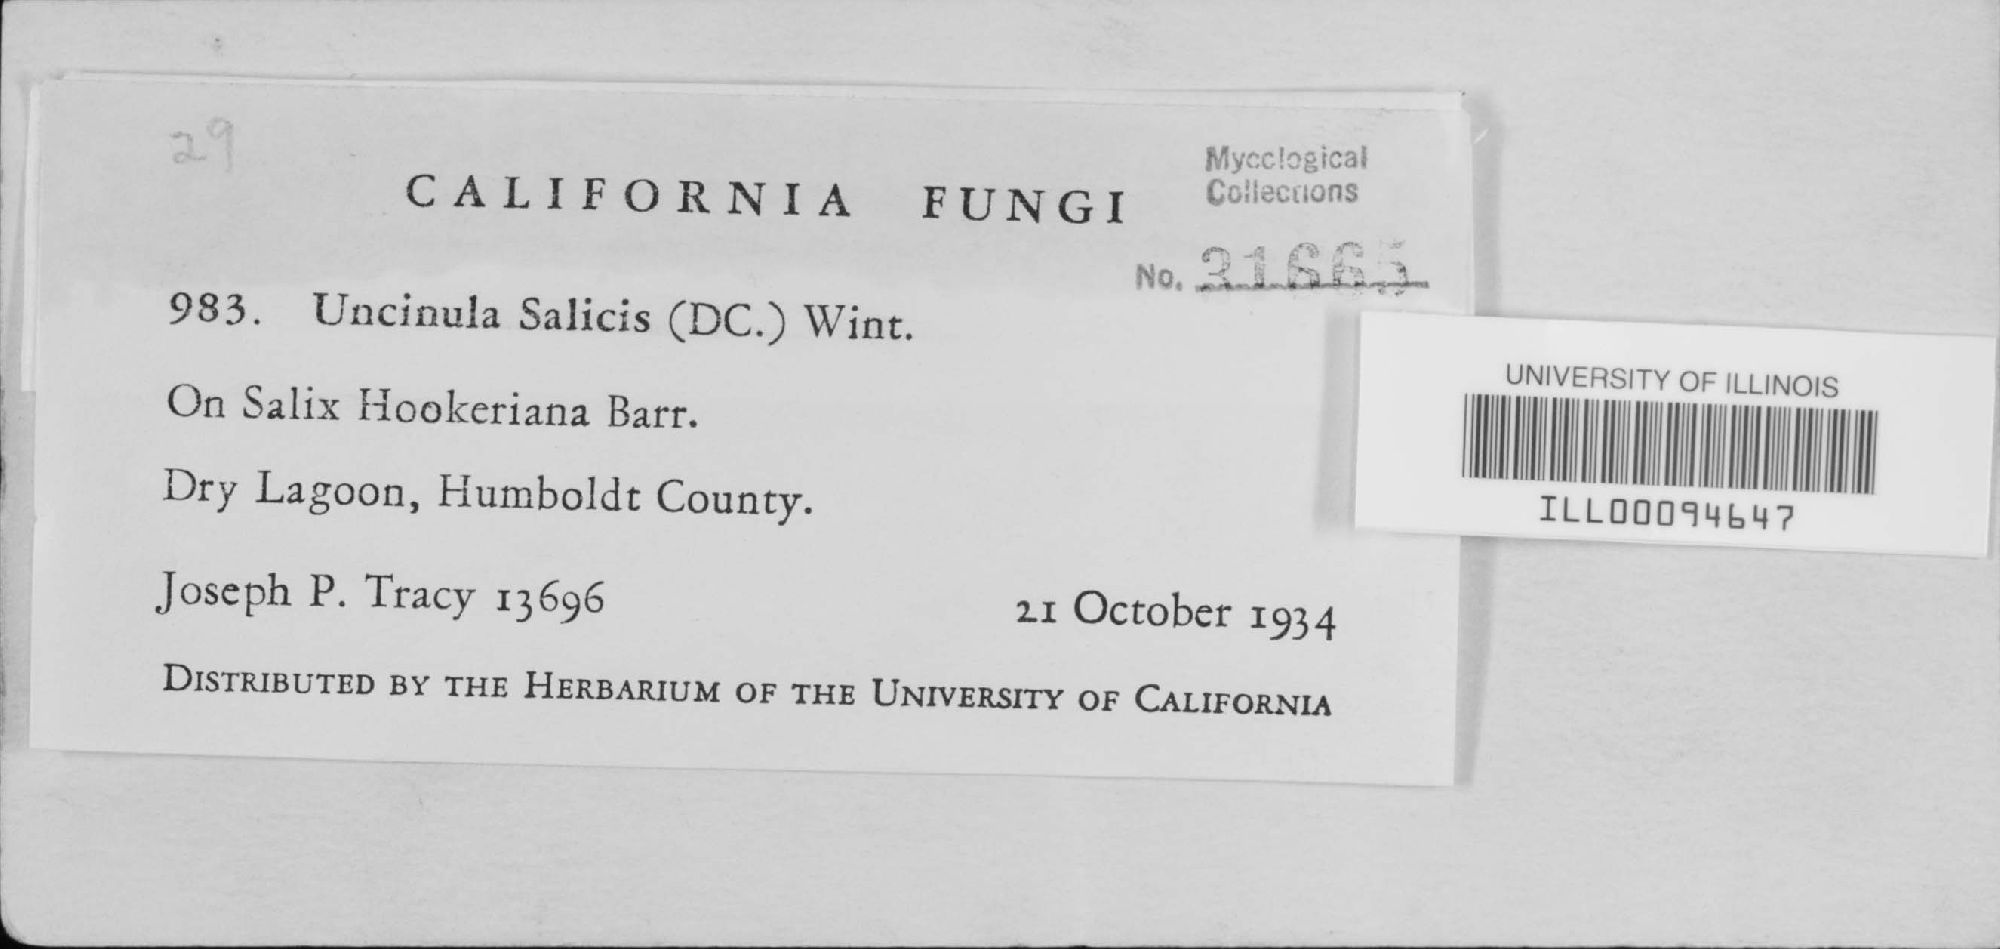 29
CALIFORNIA FUNGI
Mycological
Collections
No. 31665
983. Uncinula Salicis (DC.) Wint.
On Salix Hookeriana Barr.
Dry Lagoon, Humboldt County.
Joseph P. Tracy 13696 21 October 1934
DISTRIBUTED BY THE HERBARIUM OF THE UNIVERSITY OF CALIFORNIA
UNIVERSITY OF ILLINOIS
ILL00094647